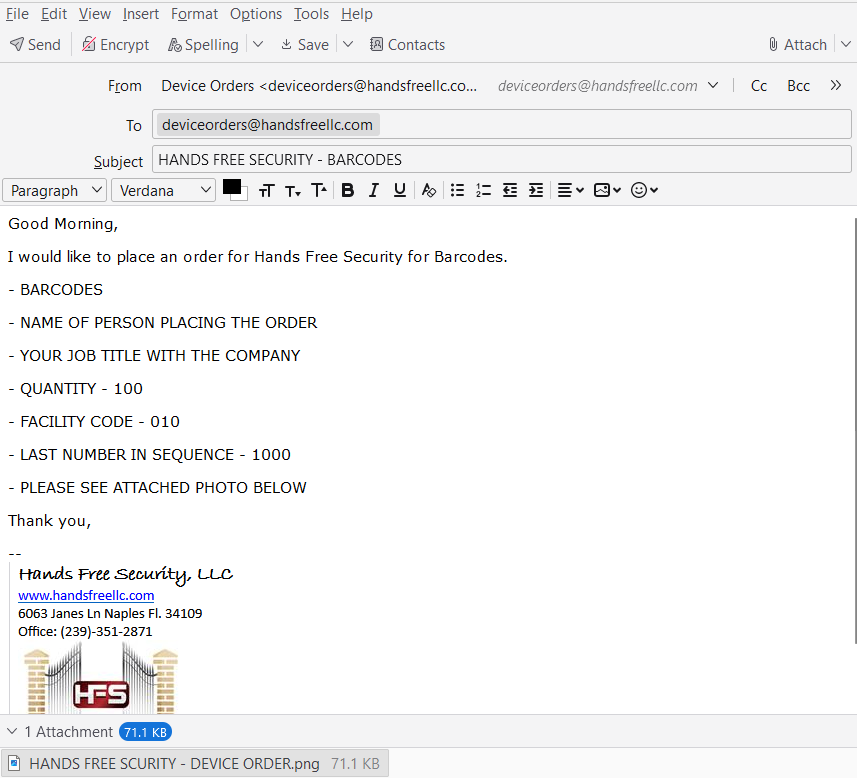 File Edit View Insert Format Options Tools Help
Send Encrypt Spelling Save Contacts Attach
From Device Orders <deviceorders@handsfreellc.co... deviceorders@handsfreellc.com Cc Bcc
To deviceorders@handsfreellc.com
Subject HANDS FREE SECURITY - BARCODES
Paragraph Verdana
Good Morning,
I would like to place an order for Hands Free Security for Barcodes.
- BARCODES
- NAME OF PERSON PLACING THE ORDER
- YOUR JOB TITLE WITH THE COMPANY
- QUANTITY - 100
- FACILITY CODE - 010
- LAST NUMBER IN SEQUENCE - 1000
- PLEASE SEE ATTACHED PHOTO BELOW
Thank you,
--
Hands Free Security, LLC
www.handsfreellc.com
6063 Janes Ln Naples Fl. 34109
Office: (239)-351-2871
HFS
1 Attachment 71.1 KB
HANDS FREE SCURITY - DEVICE ORDER.png 71.1 KB